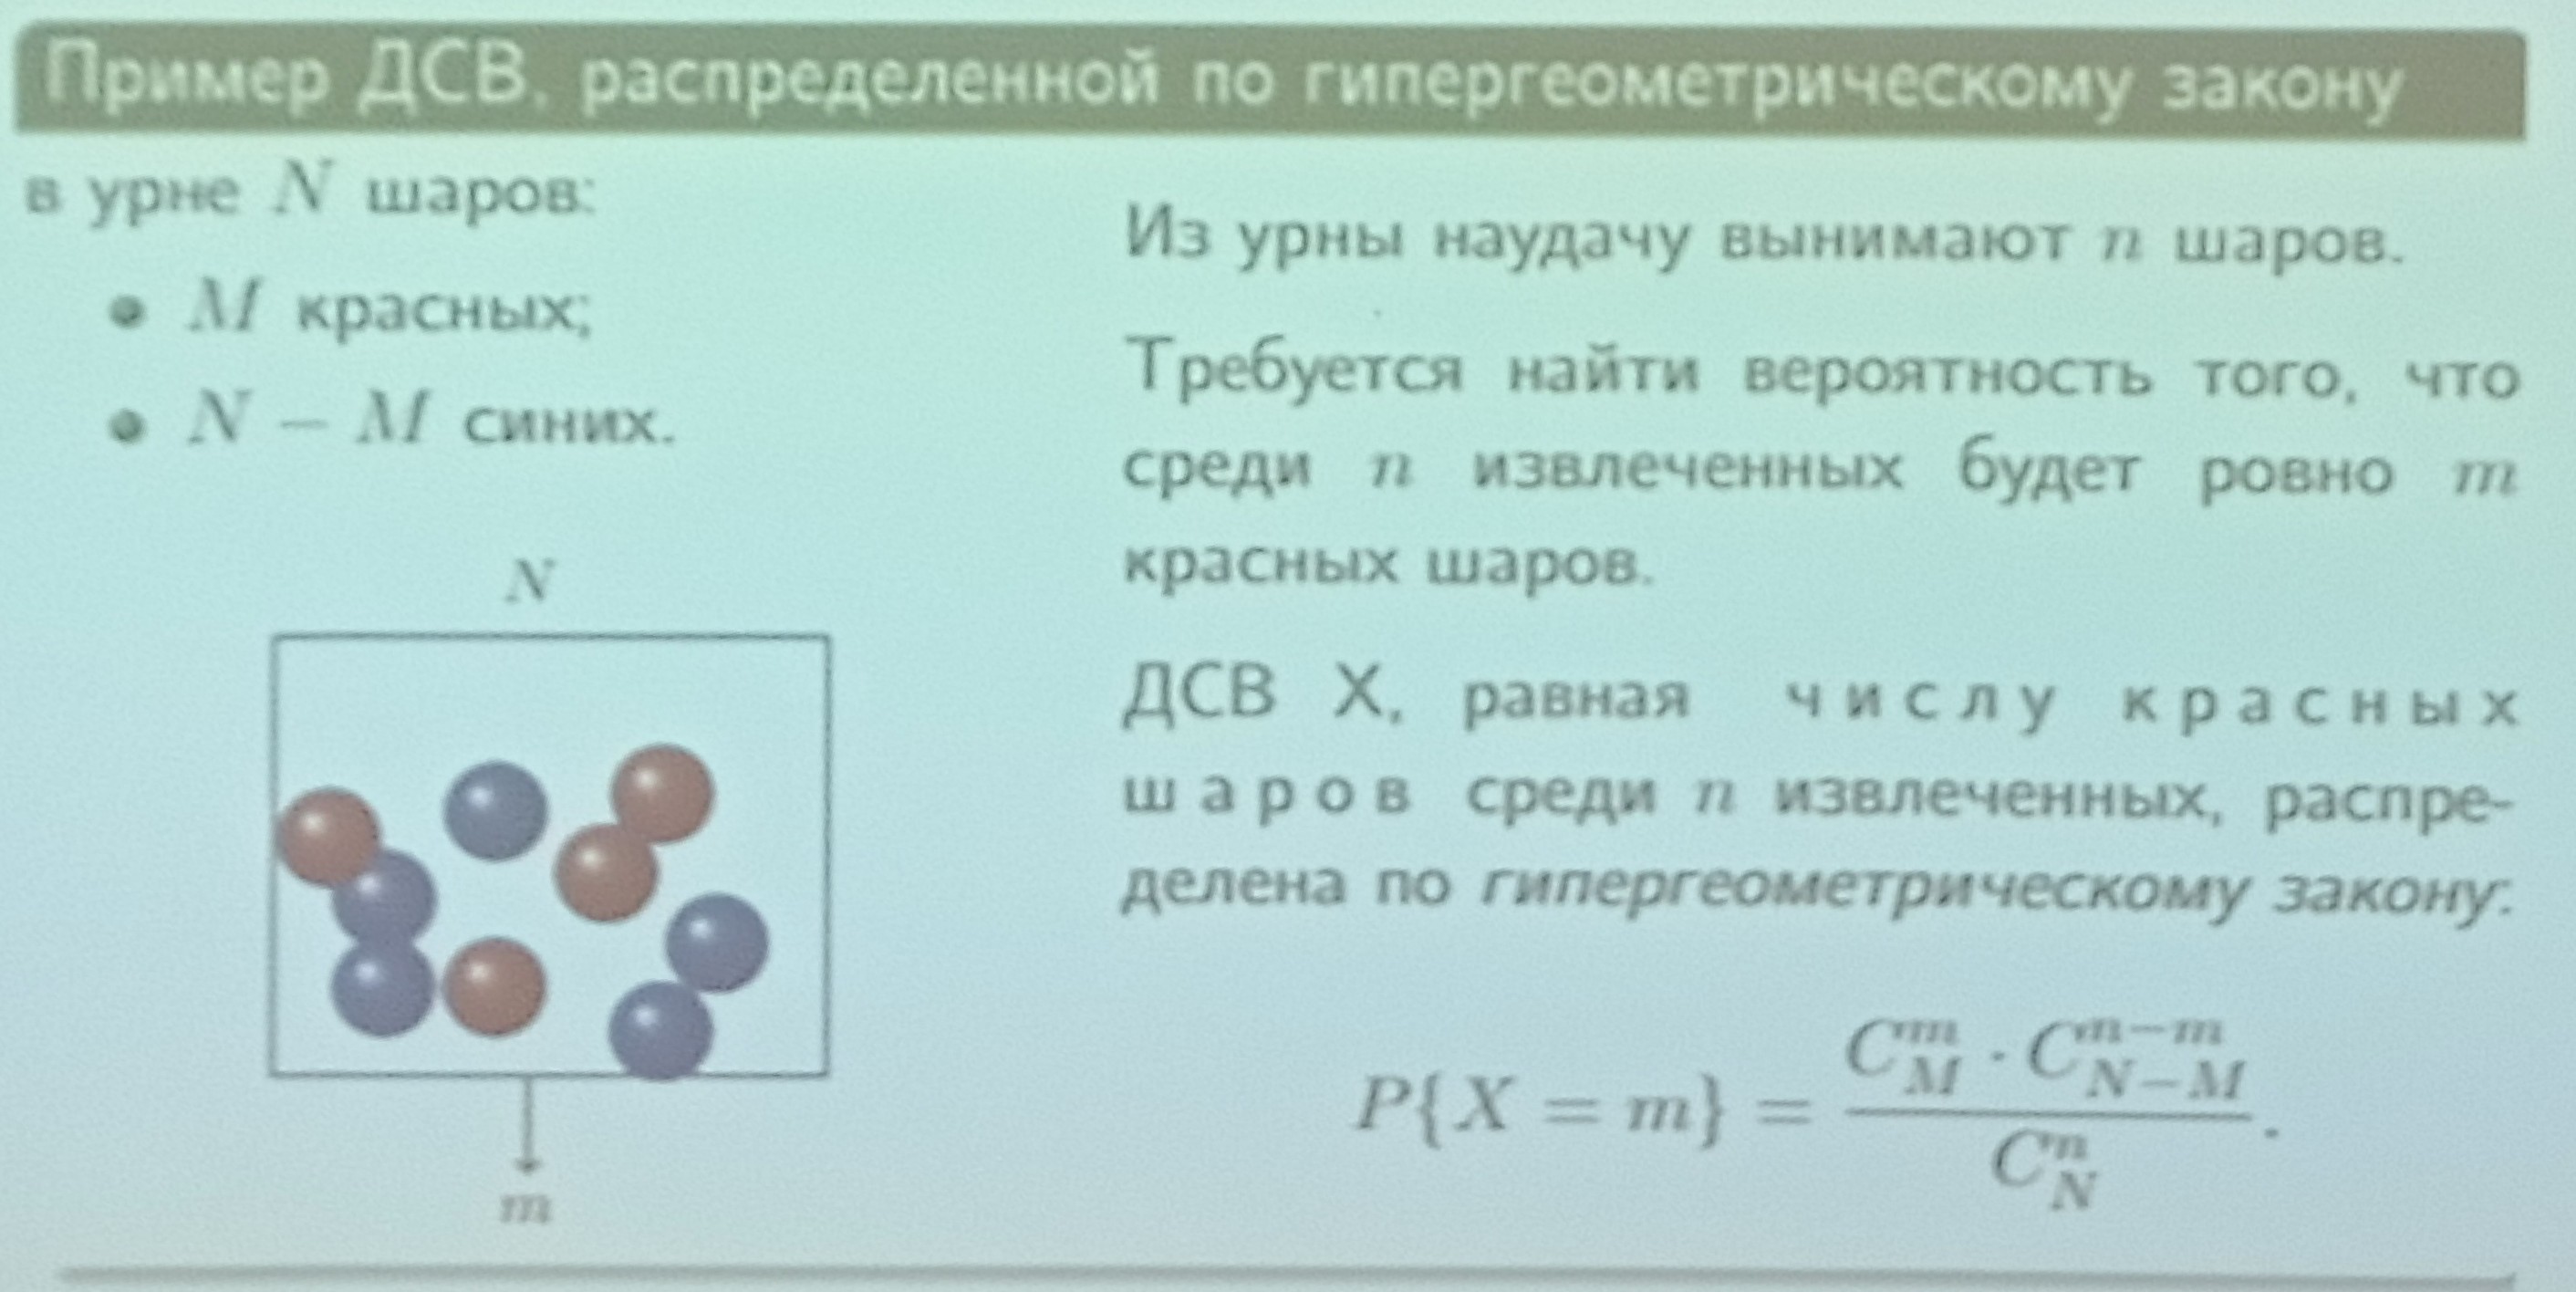 Пример ДСВ, распределенной по гипергеометрическому закону
в урне N шаров:
• M красных;
• N − M синих.
N
m
Из урны наудачу вынимают n шаров.
Требуется найти вероятность того, что
среди n извлеченных будет ровно m
красных шаров.
ДСВ X, равная числу красных
шаров среди n извлеченных, распре-
делена по гипергеометрическому закону:
P{X = m} = \frac{C_M^m \cdot C_{N-M}^{n-m}}{C_N^n}.